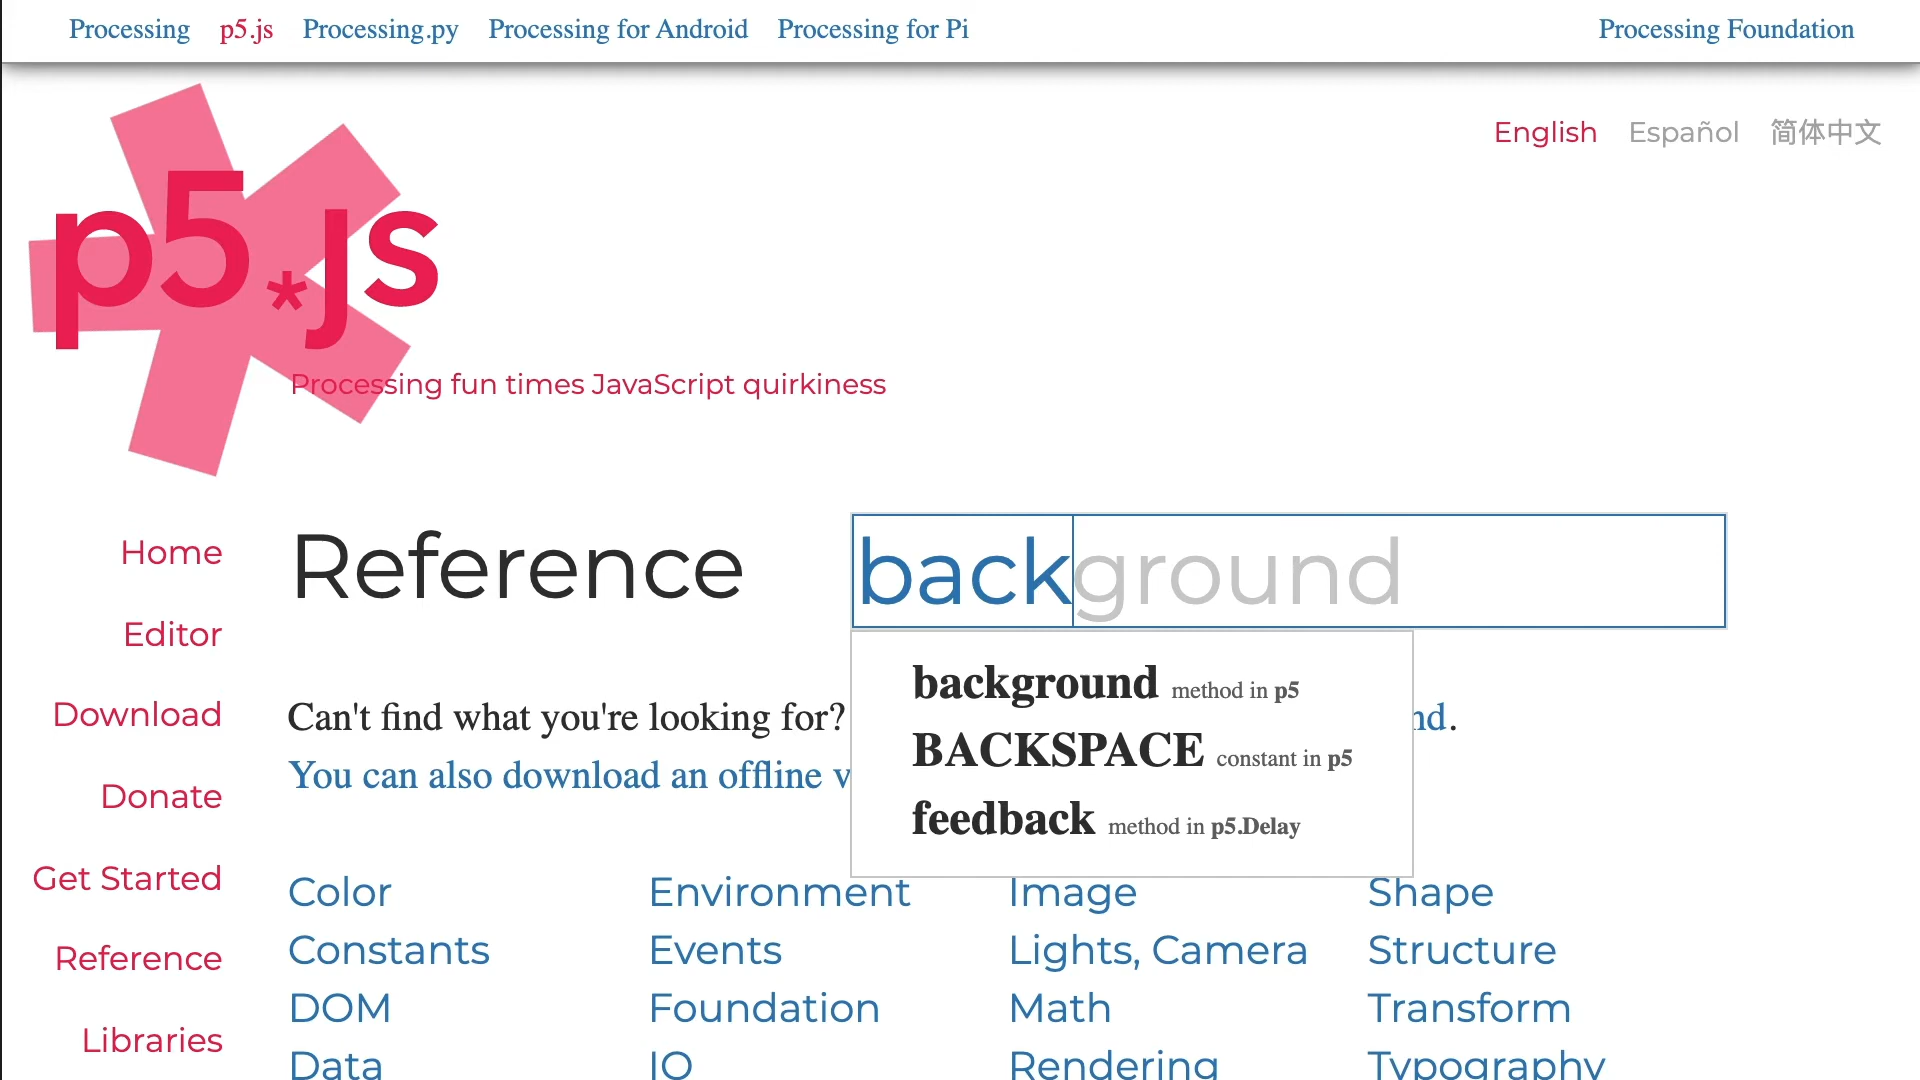 Processing p5.js Processing.py Processing for Android Processing for Pi Processing Foundation
English Español 简体中文
p5*js
Processing fun times JavaScript quirkiness
Home
Editor
Download
Donate
Get Started
Reference
Libraries
Reference
background
background method in p5
BACKSPACE constant in p5
feedback method in p5.Delay
Can't find what you're looking for?
You can also download an offline
Color Environment Image Shape
Constants Events Lights, Camera Structure
DOM Foundation Math Transform
Data IO Rendering Typography